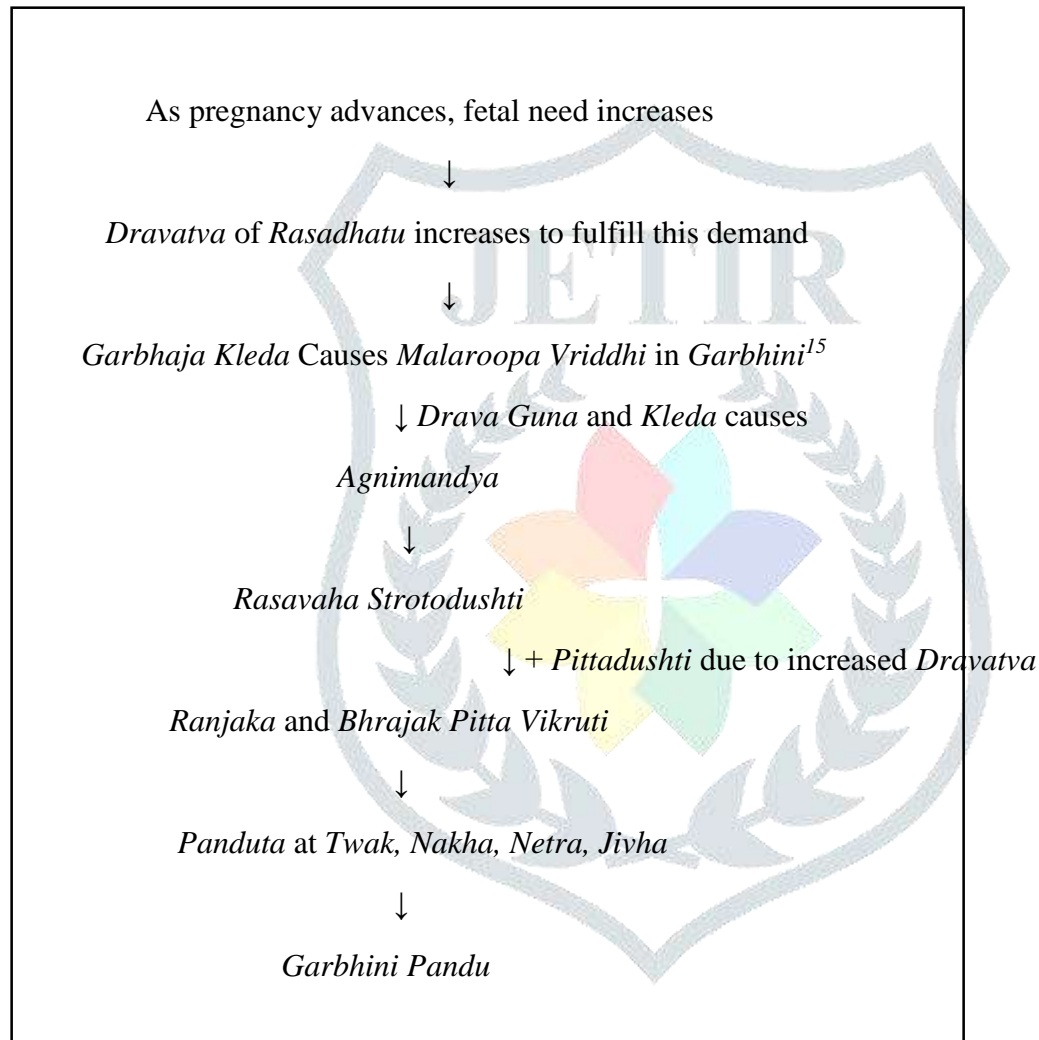 As pregnancy advances, fetal need increases
↓
Dravatva of Rasadhatu increases to fulfill this demand
↓
Garbhaja Kleda Causes Malaroopa Vriddhi in Garbhini15
↓ Drava Guna and Kleda causes
Agnimandya
↓
Rasavaha Strotodushti
↓ + Pittadushti due to increased Dravatva
Ranjaka and Bhrajak Pitta Vikruti
↓
Panduta at Twak, Nakha, Netra, Jivha
↓
Garbhini Pandu
JETIR